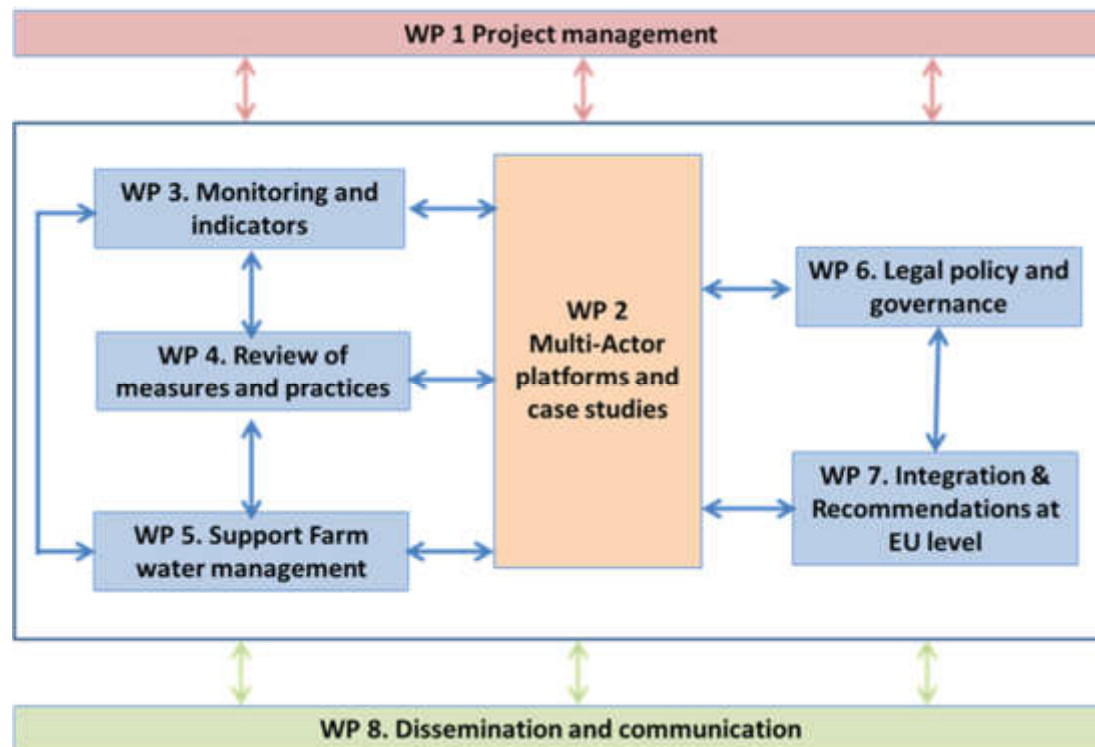 WP 1 Project management
WP 3. Monitoring and
indicators
WP 4. Review of
measures and practices
WP 5. Support Farm
water management
WP 2
Multi-Actor
platforms and
case studies
WP 6. Legal policy and
governance
WP 7. Integration &
Recommendations at
EU level
WP 8. Dissemination and communication